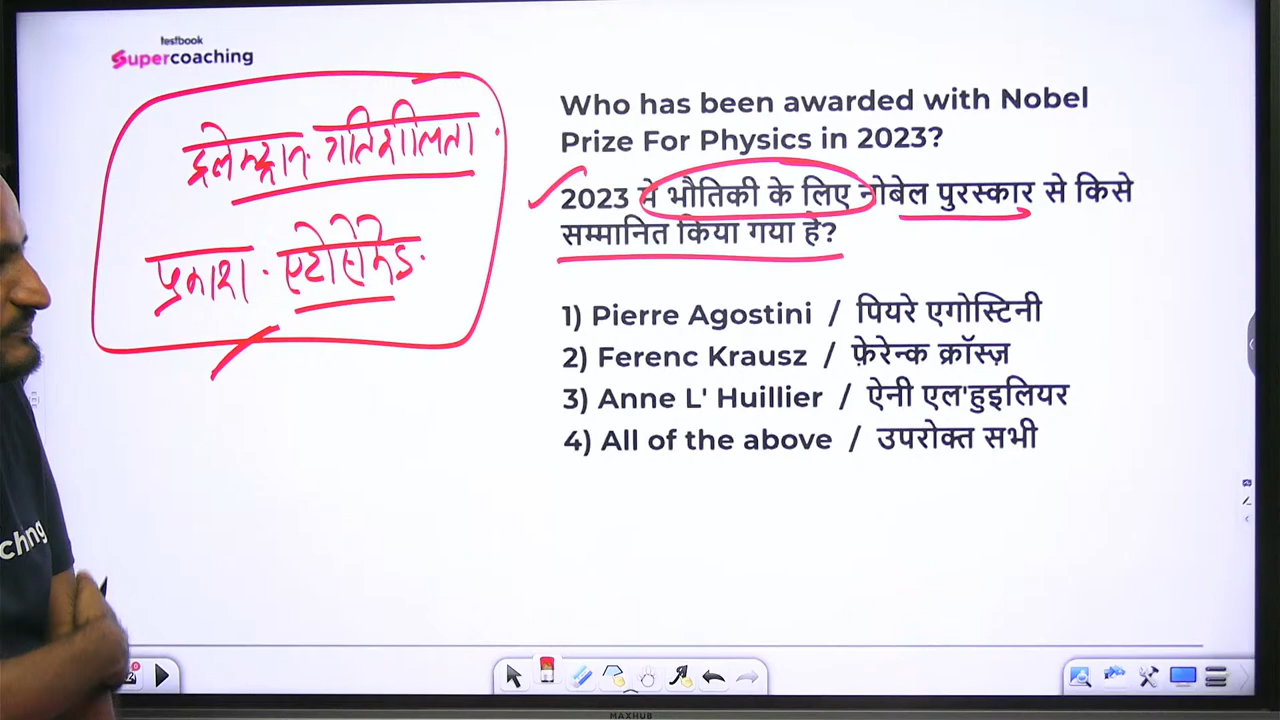 testbook
Supercoaching
इलेक्ट्रान गतिशीलता
प्रकाश एटोसेकेंड
Who has been awarded with Nobel
Prize For Physics in 2023?
2023 मे भौतिकी के लिए नोबेल पुरस्कार से किसे
सम्मानित किया गया है?
1) Pierre Agostini / पियरे एगोस्टिनी
2) Ferenc Krausz / फ़ेरेन्क क्रॉस्ज़
3) Anne L' Huillier / ऐनी एल'हुइलियर
4) All of the above / उपरोक्त सभी
ching
MAXHUB